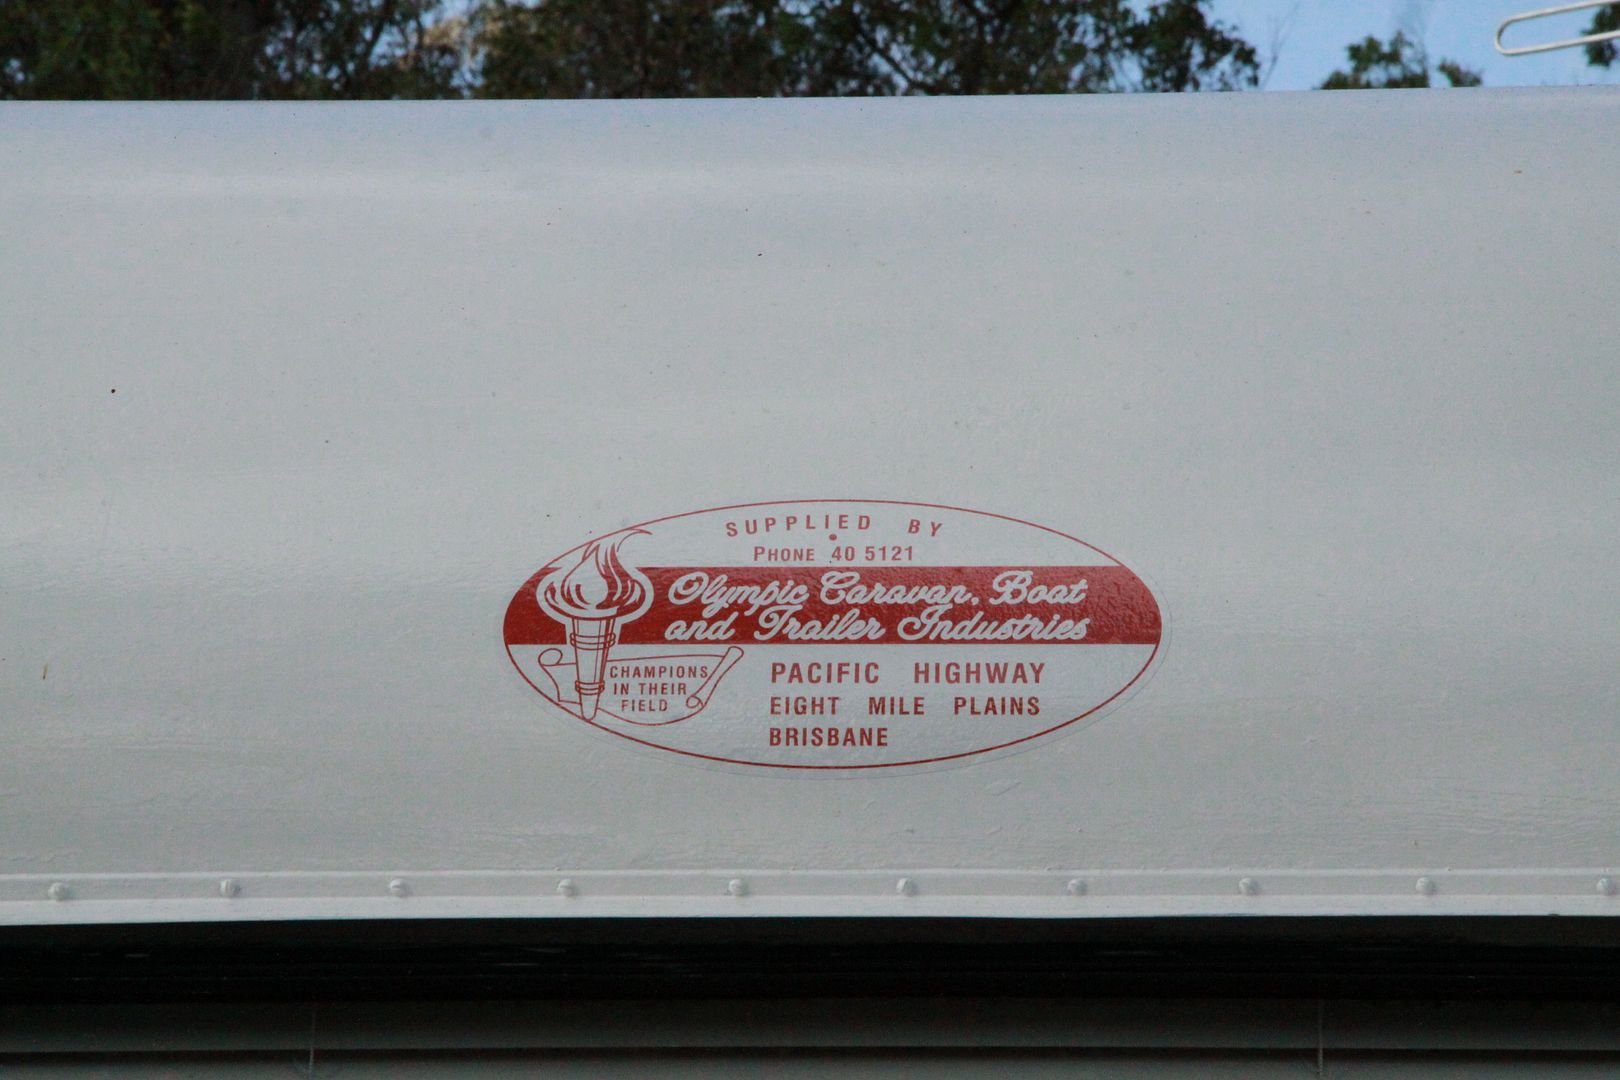 SUPPLIED BY
PHONE 40 5121
Olympic Caravan, Boat
and Trailer Industries
CHAMPIONS
IN THEIR
FIELD
PACIFIC HIGHWAY
EIGHT MILE PLAINS
BRISBANE